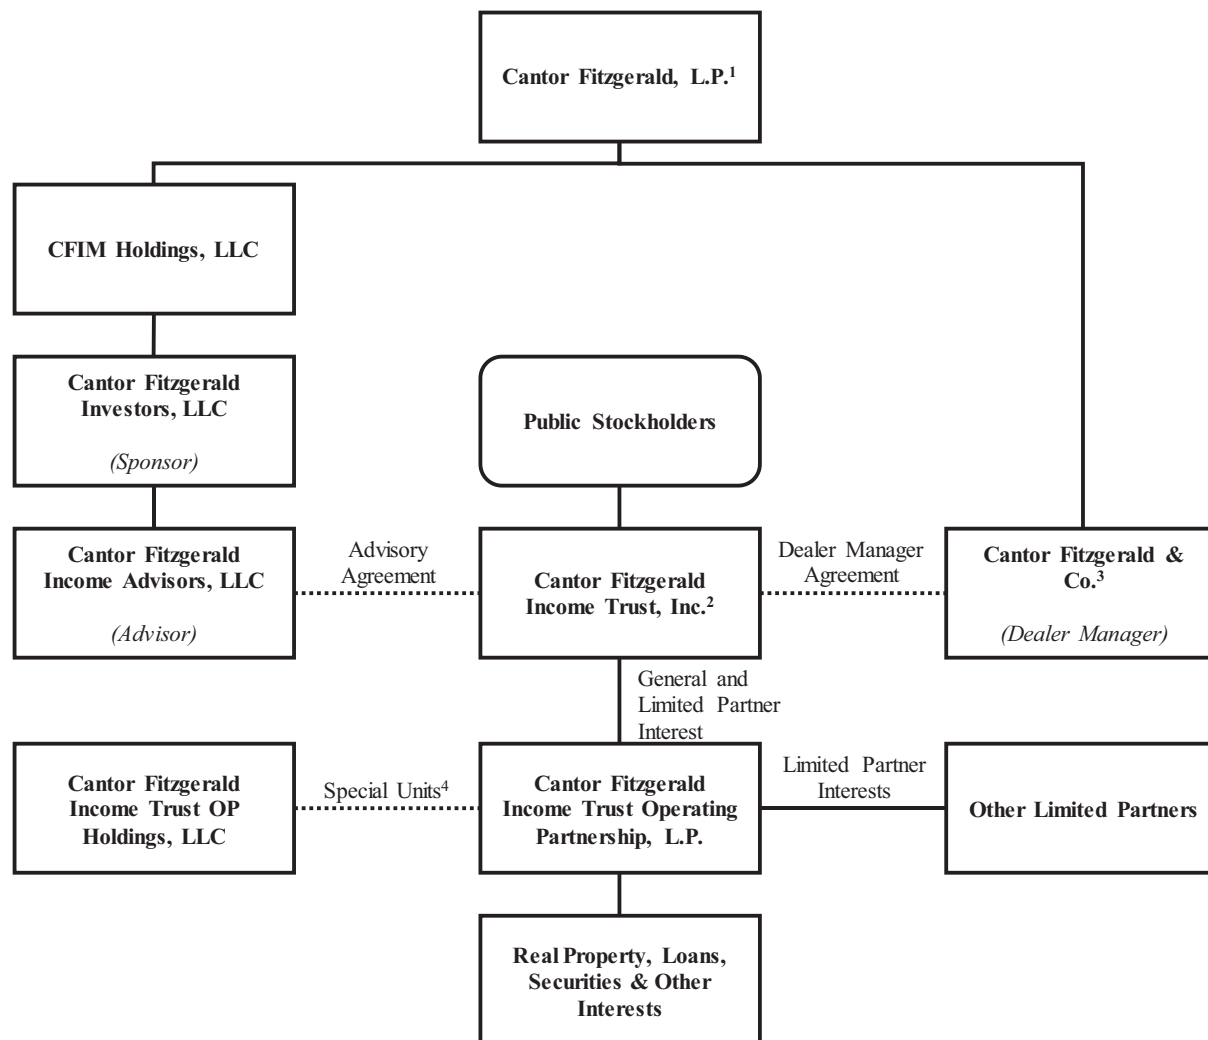 Cantor Fitzgerald, L.P.¹
CFIM Holdings, LLC
Cantor Fitzgerald
Investors, LLC
(Sponsor)
Public Stockholders
Cantor Fitzgerald
Income Advisors, LLC
(Advisor)
Advisory
Agreement
Cantor Fitzgerald
Income Trust, Inc.²
Dealer Manager
Agreement
Cantor Fitzgerald &
Co.³
(Dealer Manager)
General and
Limited Partner
Interest
Cantor Fitzgerald
Income Trust OP
Holdings, LLC
Special Units⁴
Cantor Fitzgerald
Income Trust Operating
Partnership, L.P.
Limited Partner
Interests
Other Limited Partners
Real Property, Loans,
Securities & Other
Interests